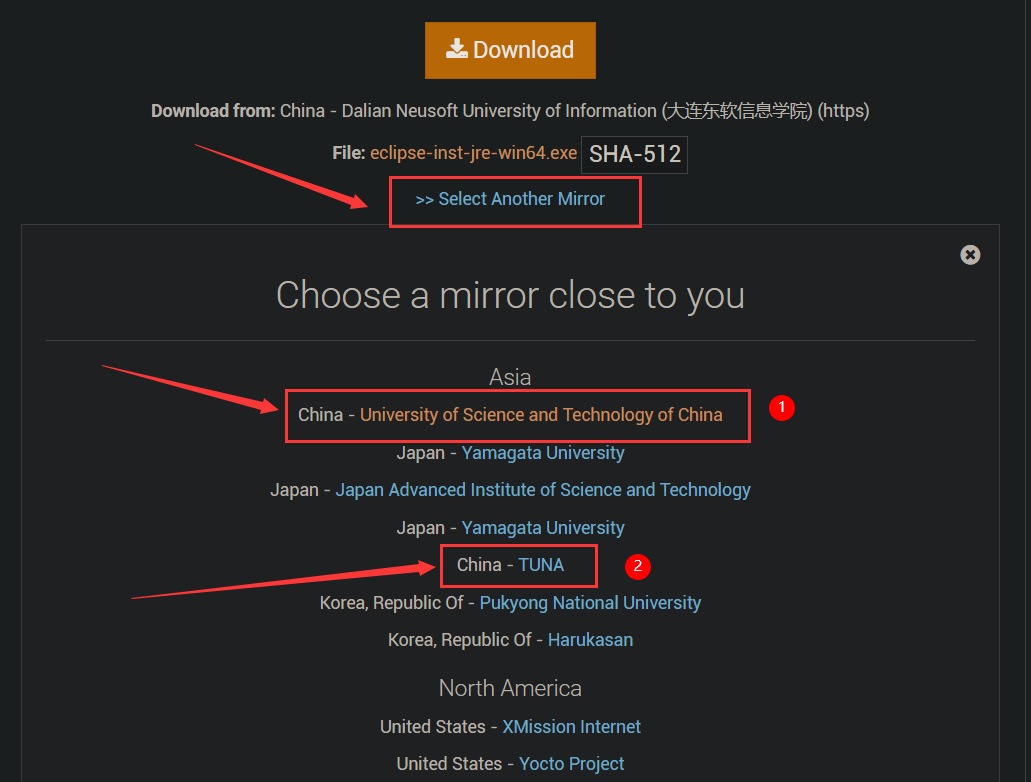 Download
Download from: China - Dalian Neusoft University of Information (大连东软信息学院) (https)
File: eclipse-inst-jre-win64.exe SHA-512
>> Select Another Mirror
Choose a mirror close to you
Asia
China - University of Science and Technology of China 1
Japan - Yamagata University
Japan - Japan Advanced Institute of Science and Technology
Japan - Yamagata University
China - TUNA 2
Korea, Republic Of - Pukyong National University
Korea, Republic Of - Harukasan
North America
United States - XMission Internet
United States - Yocto Project